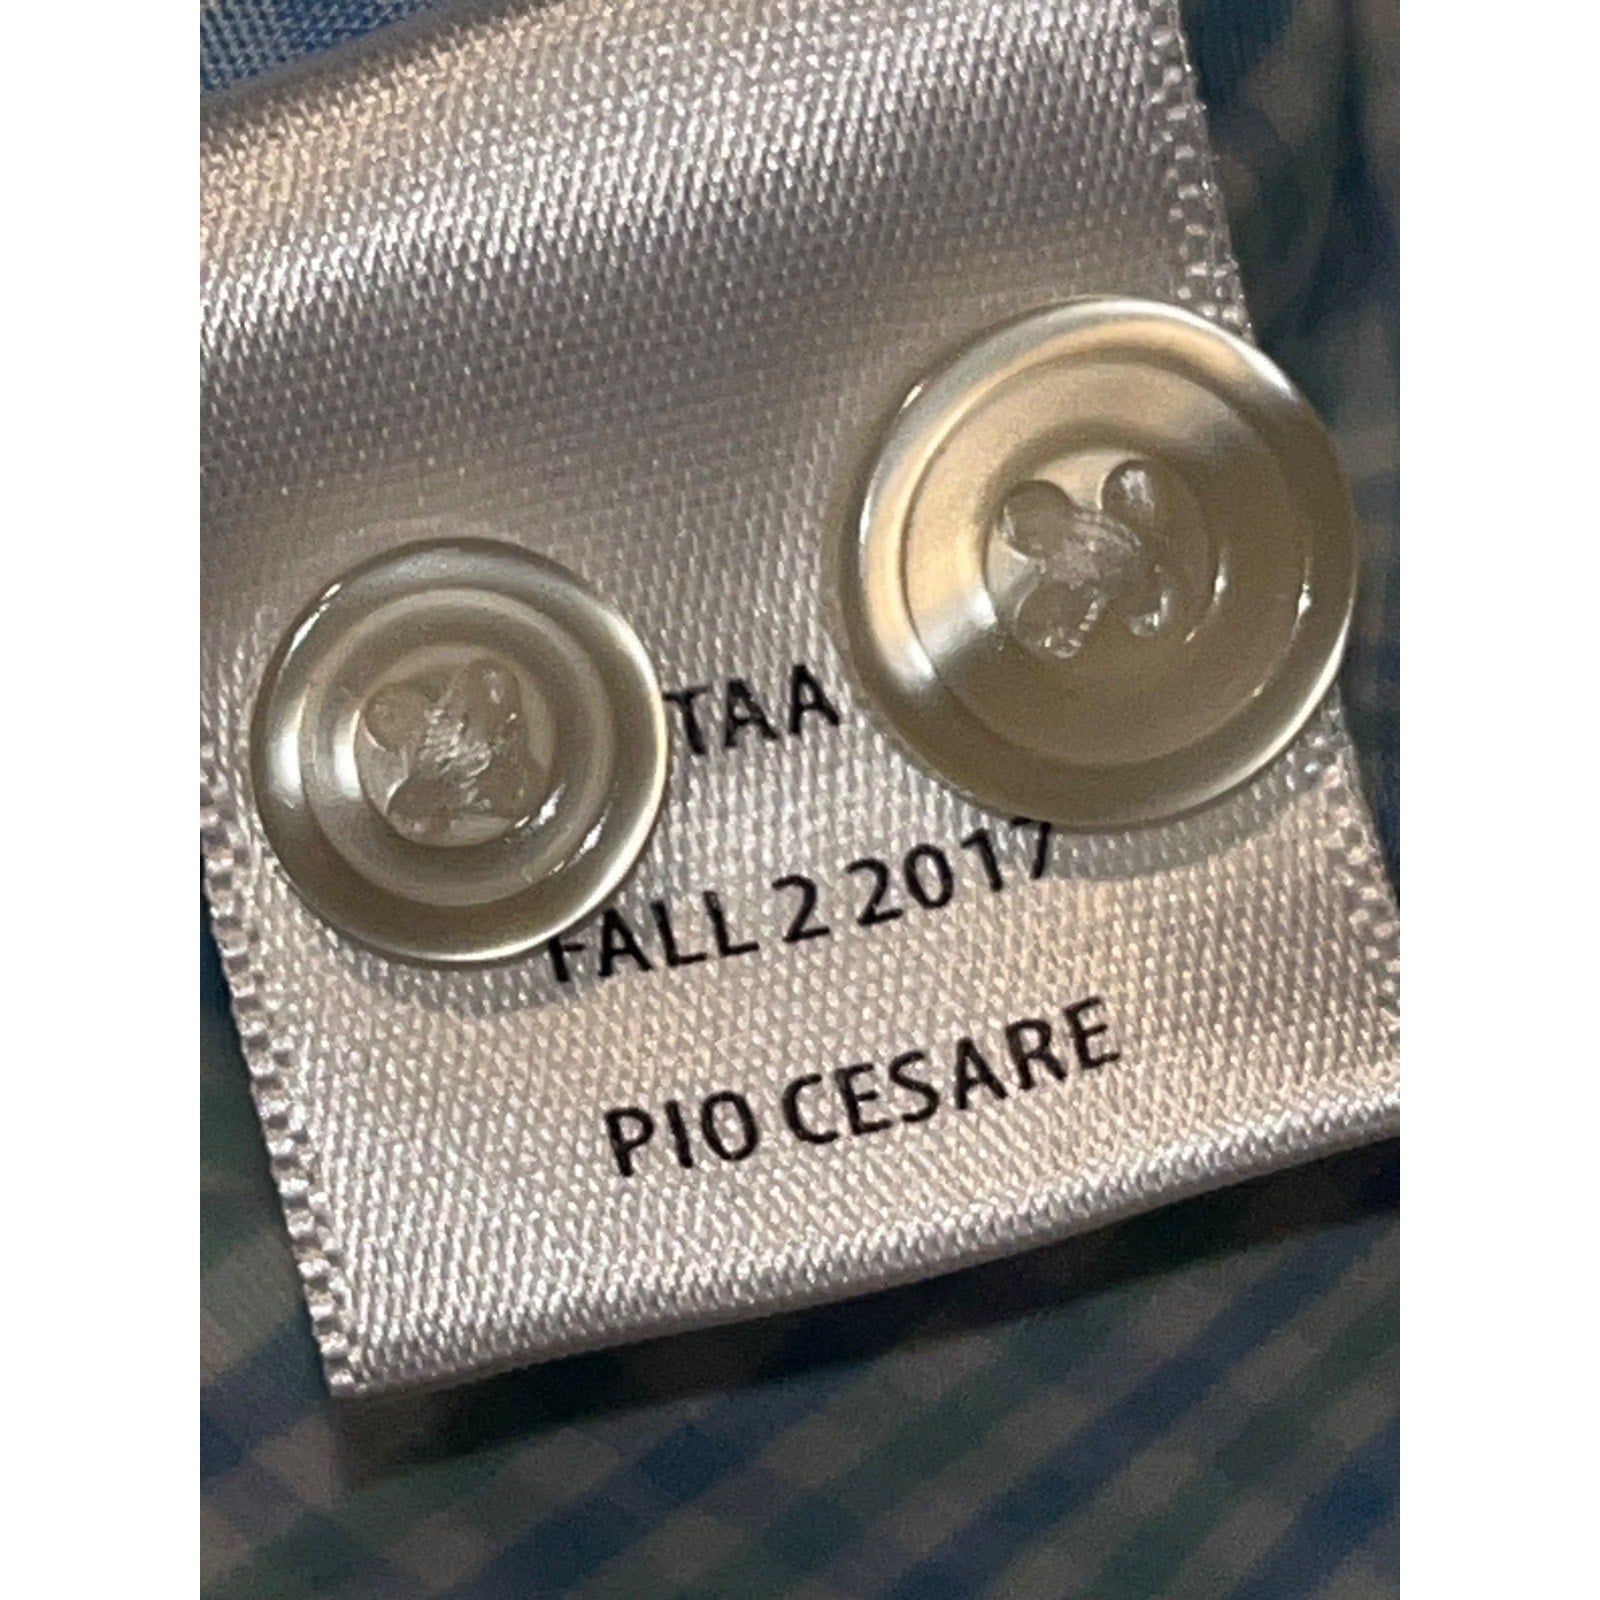 TAA
FALL 2 2017
PIO CESARE